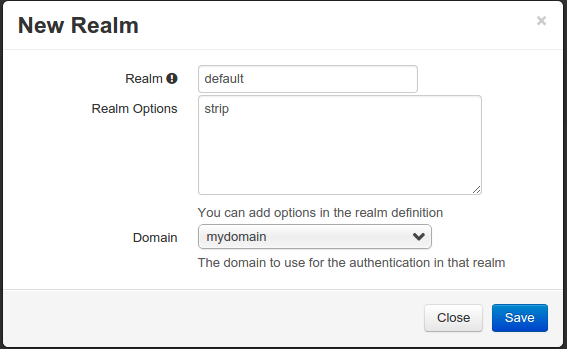 New Realm ×
Realm default
Realm Options strip
You can add options in the realm definition
Domain mydomain
The domain to use for the authentication in that realm
Close Save